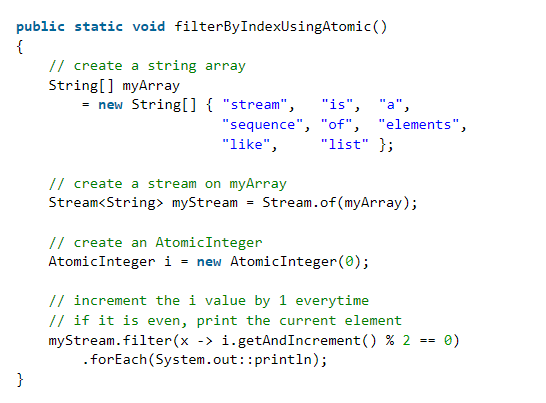 public static void filterByIndexUsingAtomic()
{
    // create a string array
    String[] myArray
        = new String[] { "stream",   "is",  "a",
                         "sequence", "of",  "elements",
                         "like",     "list" };

    // create a stream on myArray
    Stream<String> myStream = Stream.of(myArray);

    // create an AtomicInteger
    AtomicInteger i = new AtomicInteger(0);

    // increment the i value by 1 everytime
    // if it is even, print the current element
    myStream.filter(x -> i.getAndIncrement() % 2 == 0)
        .forEach(System.out::println);
}